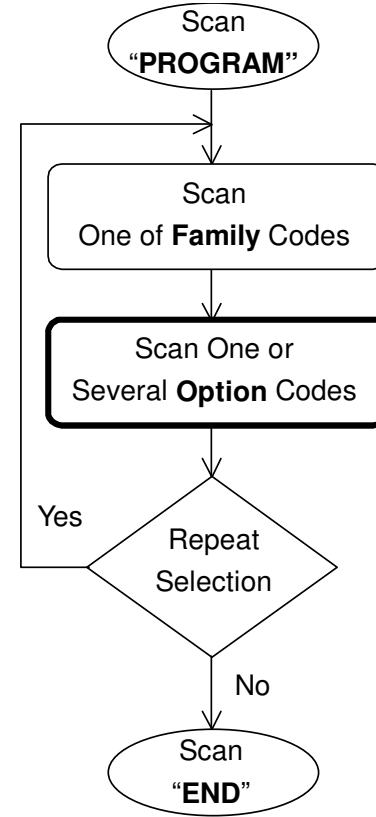 Scan
“PROGRAM”
Scan
One of Family Codes
Scan One or
Several Option Codes
Yes
Repeat
Selection
No
Scan
“END”